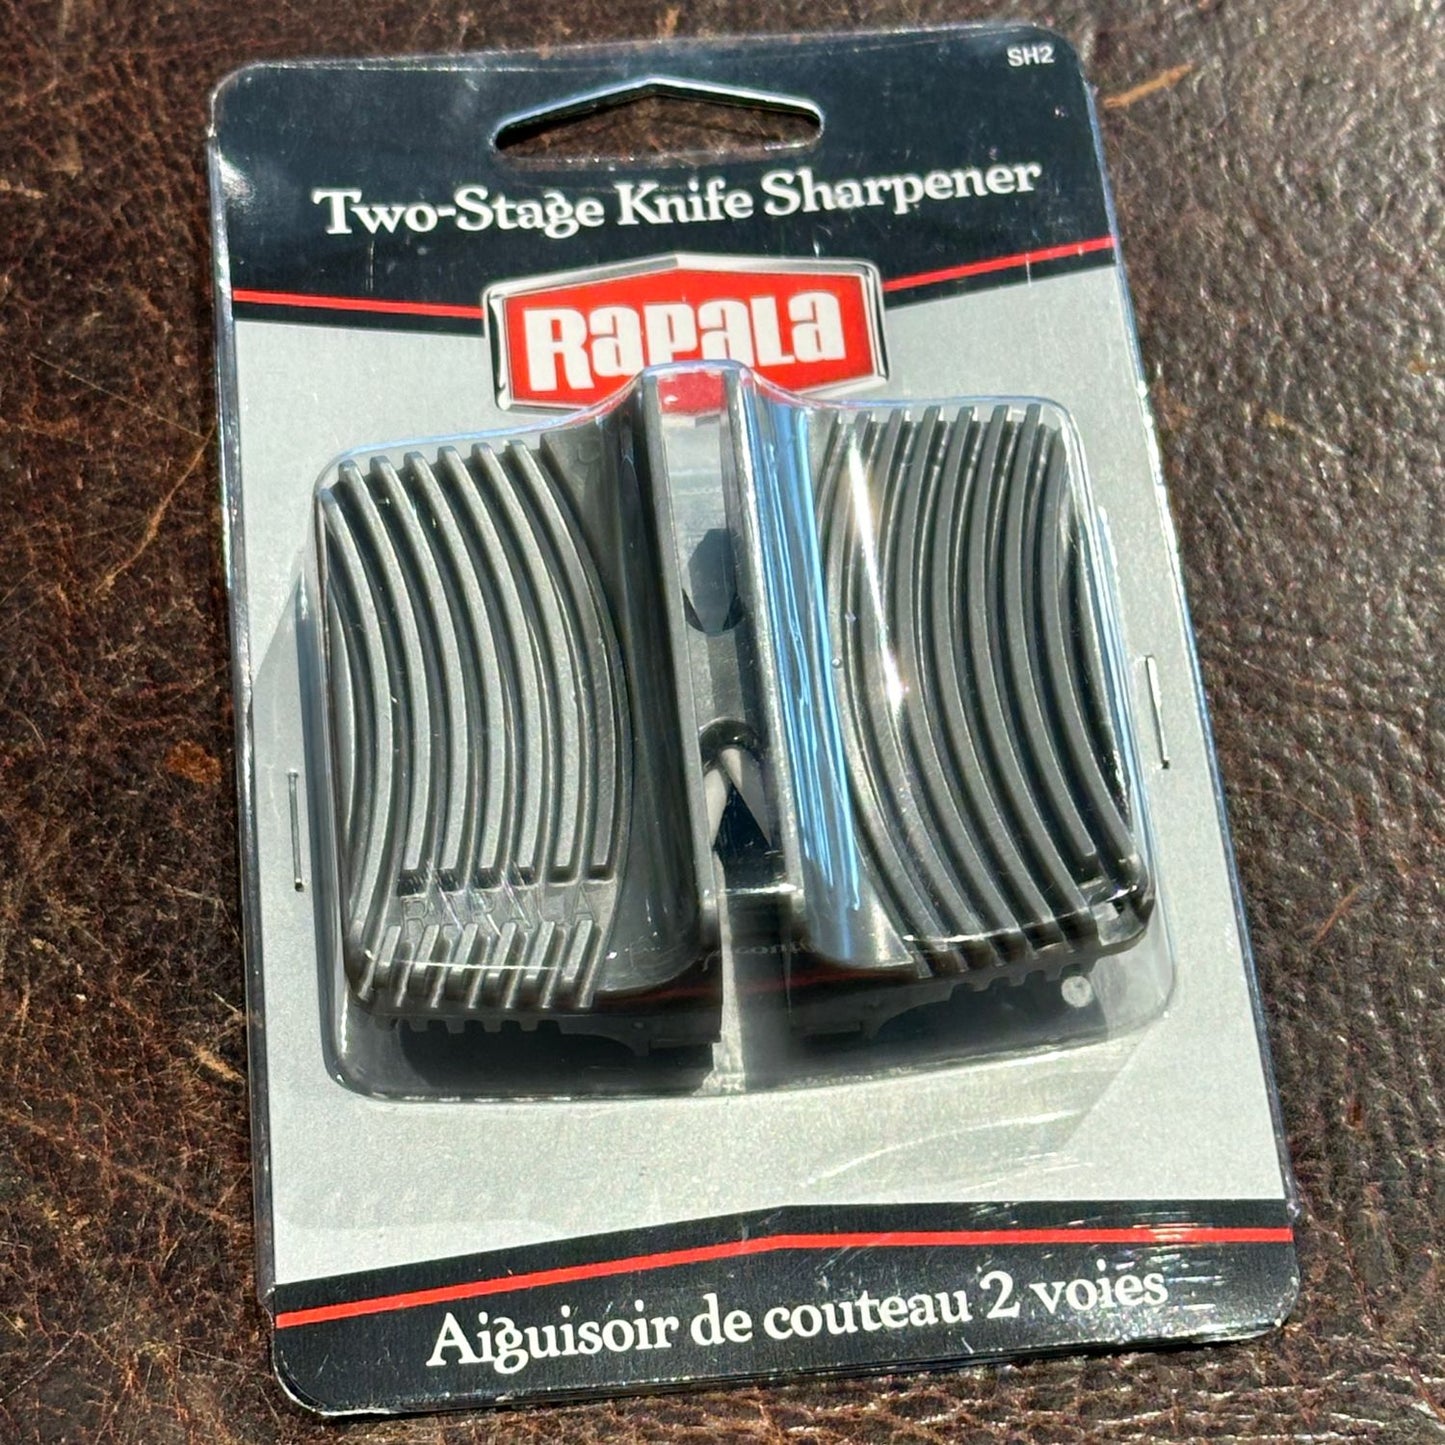 SH2
Two-Stage Knife Sharpener
RAPALA
RAPALA
Aiguisoir de couteau 2 voies